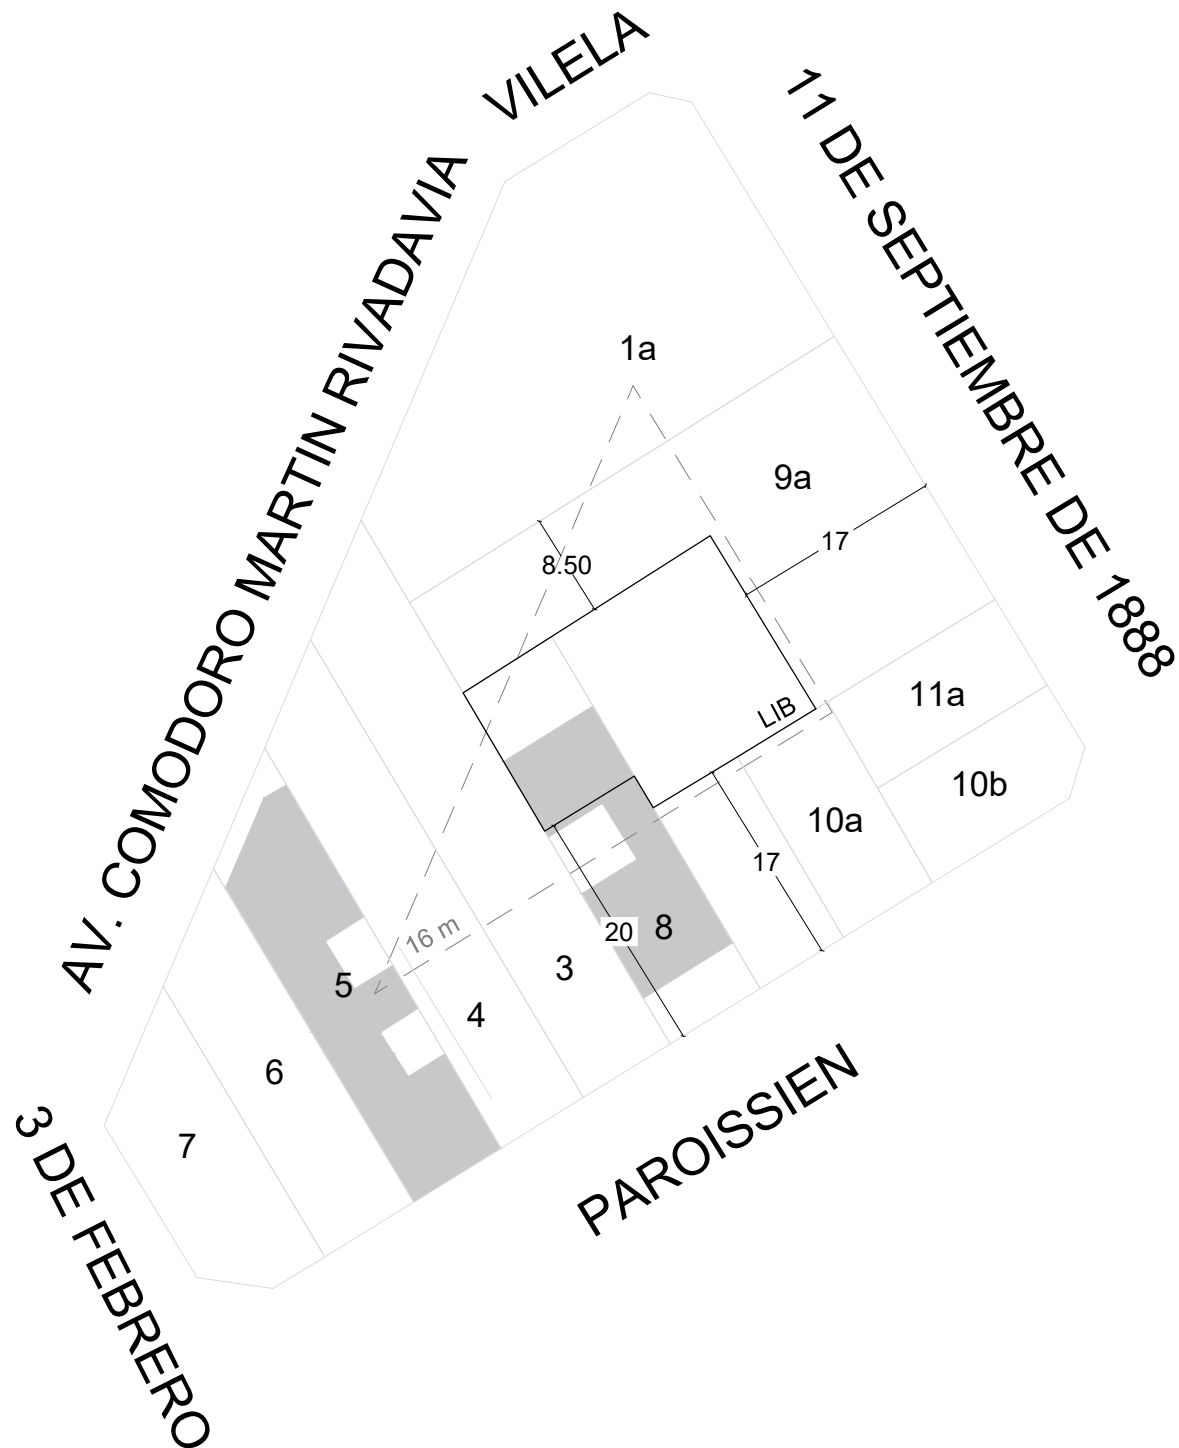 VILELA
11 DE SEPTIEMBRE DE 1888
AV. COMODORO MARTIN RIVADAVIA
1a
9a
17
8.50
LIB
11a
10b
10a
17
16 m
20
8
3
5
4
6
7
PAROISSIEN
3 DE FEBRERO